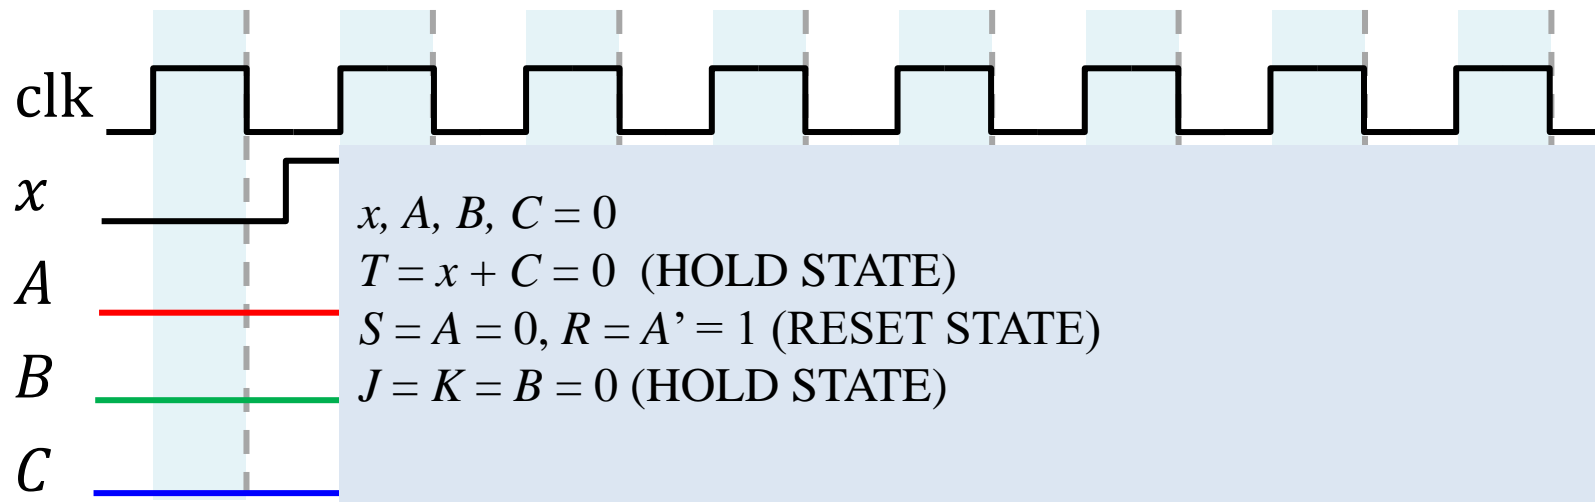 clk
x
x, A, B, C = 0
T = x + C = 0 (HOLD STATE)
A
S = A = 0, R = A’ = 1 (RESET STATE)
B
J = K = B = 0 (HOLD STATE)
C